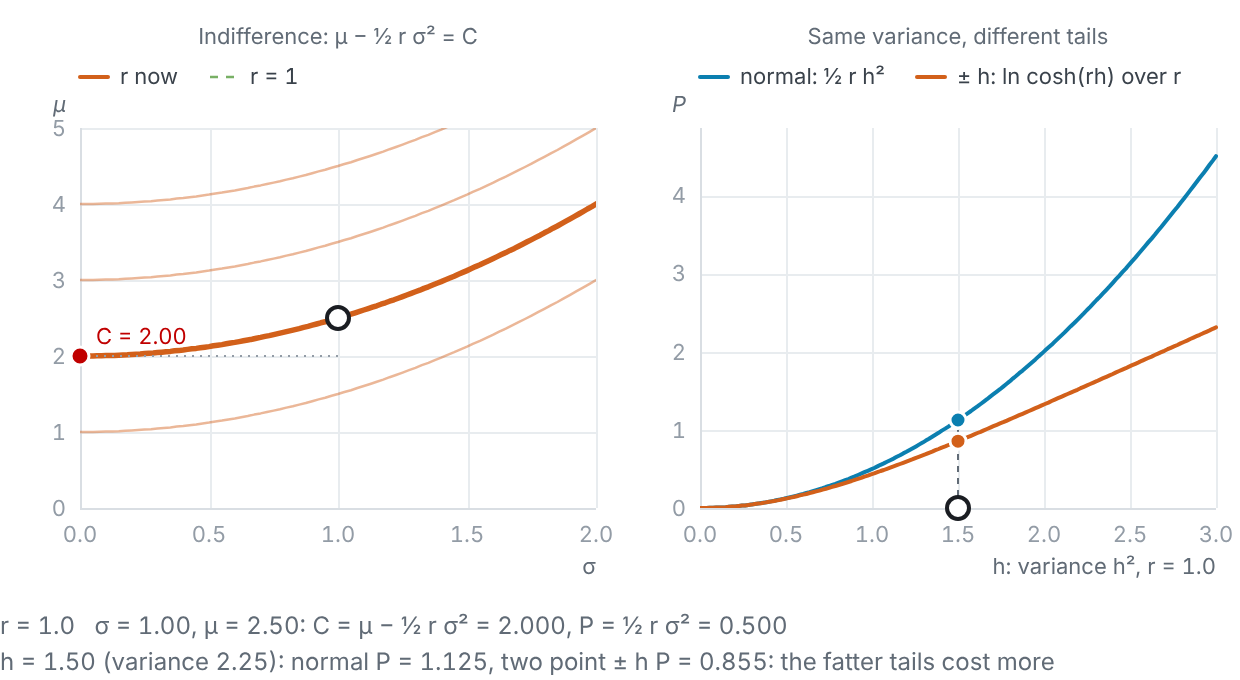 Indifference: μ − ½ r σ² = C
r now
r = 1
μ
5
4
3
2
1
0
C = 2.00
0.0 0.5 1.0 1.5 2.0
σ
Same variance, different tails
normal: ½ r h²
± h: ln cosh(rh) over r
P
4
3
2
1
0
0.0 0.5 1.0 1.5 2.0 2.5 3.0
h: variance h², r = 1.0
r = 1.0 σ = 1.00, μ = 2.50: C = μ − ½ r σ² = 2.000, P = ½ r σ² = 0.500
h = 1.50 (variance 2.25): normal P = 1.125, two point ± h P = 0.855: the fatter tails cost more